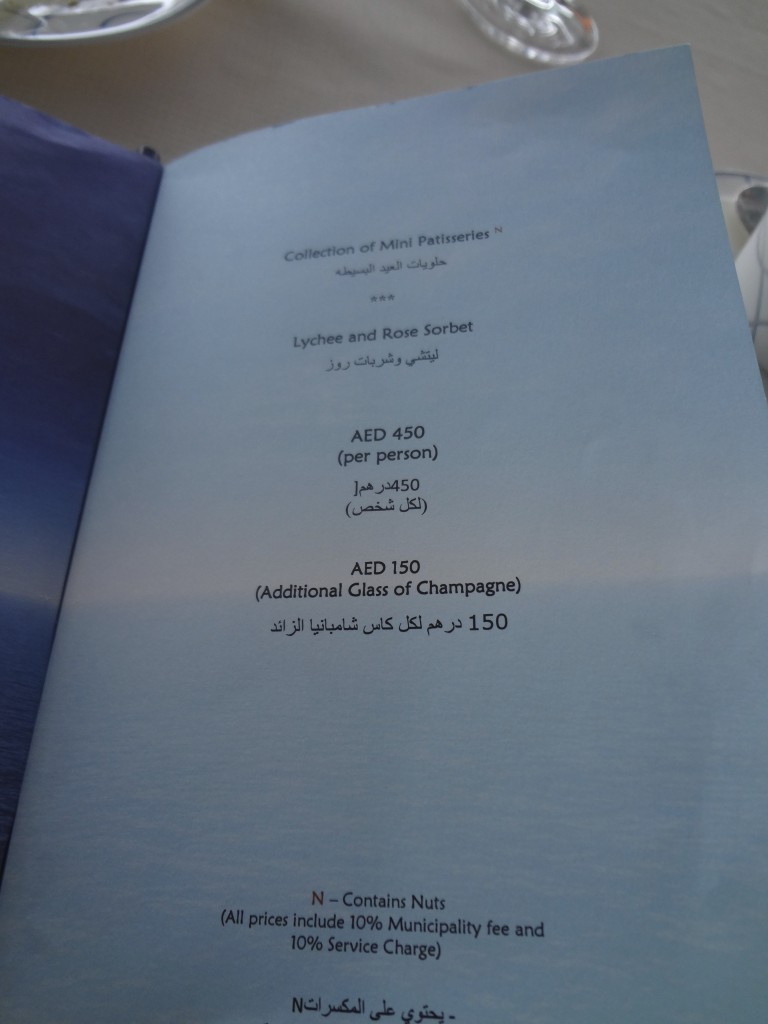 Collection of Mini Patisseries N
حلويات العيد البسيطه
***
Lychee and Rose Sorbet
ليتشي وشربات روز
AED 450
(per person)
450درهم[
(لكل شخص)
AED 150
(Additional Glass of Champagne)
150 درهم لكل كاس شامبانيا الزائد
N – Contains Nuts
(All prices include 10% Municipality fee and
10% Service Charge)
- يحتوي على المكسراتN